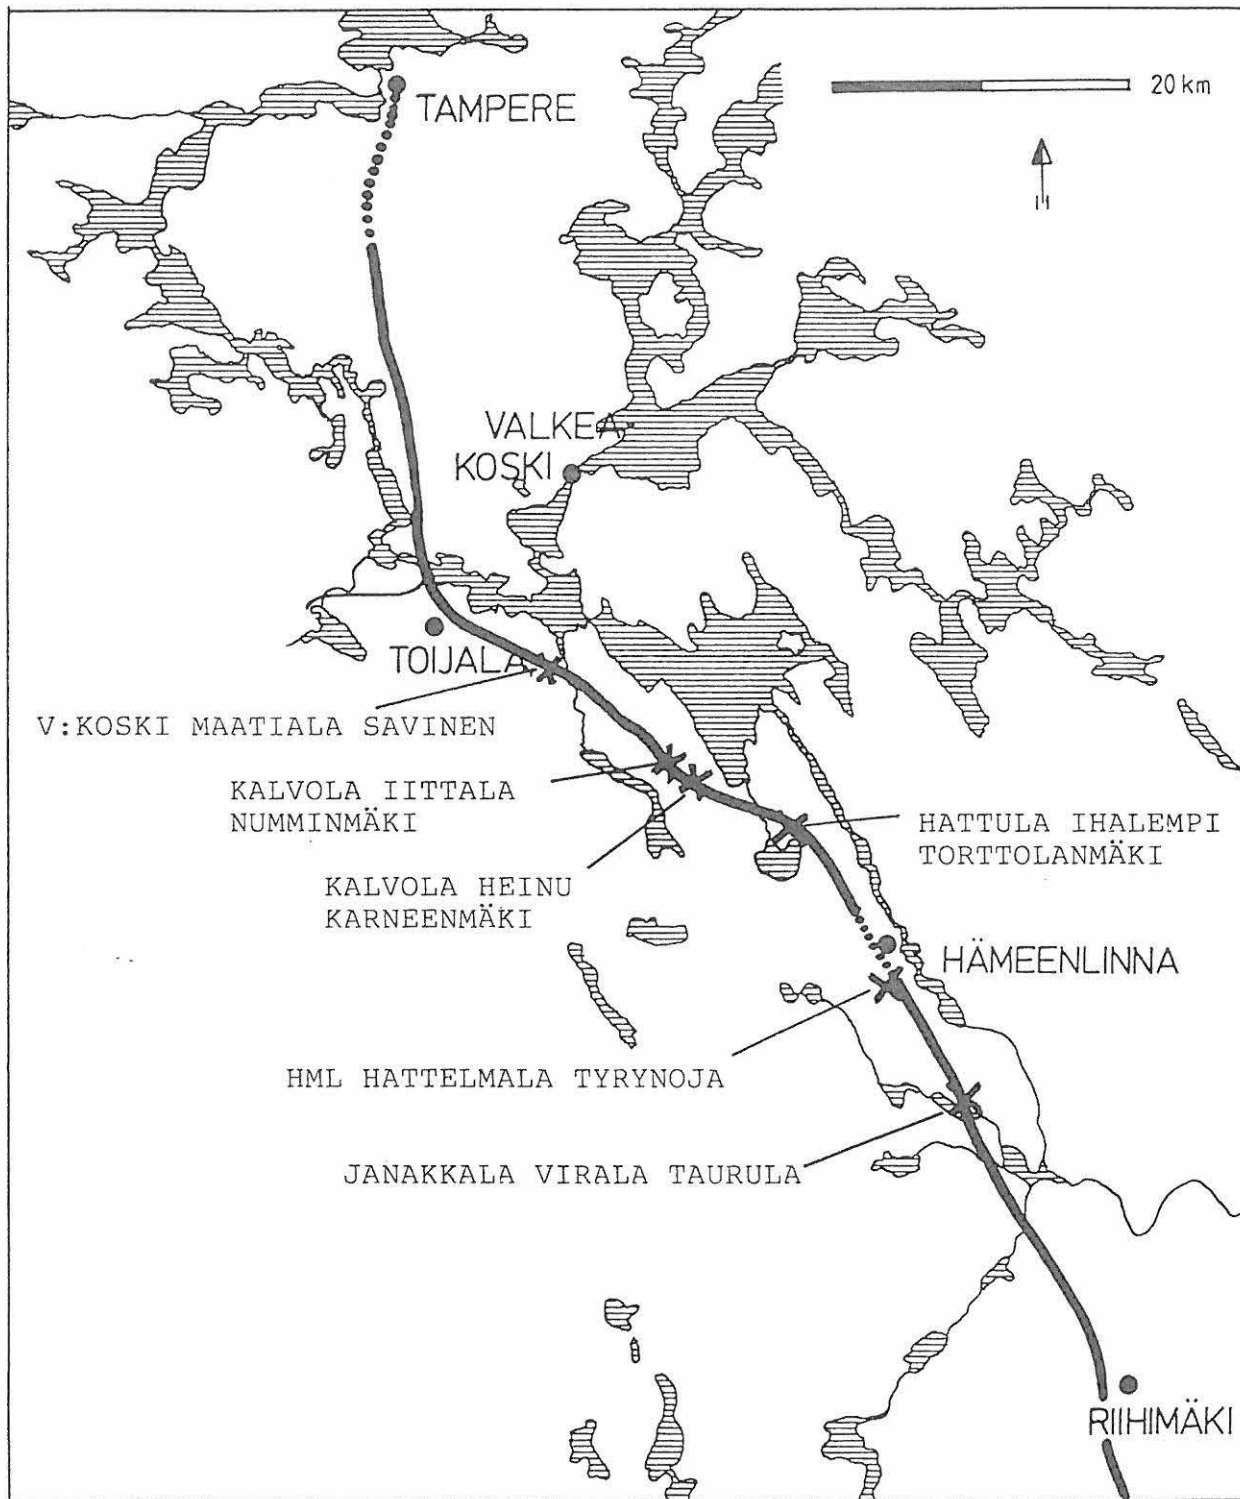 TAMPERE
20 km
VALKEA
KOSKI
TOIJALA
V:KOSKI MAATIALA SAVINEN
KALVOLA IITTALA
NUMMINMÄKI
HATTULA IHALEMPI
TORTTOLANMÄKI
KALVOLA HEINU
KARNEENMÄKI
HÄMEENLINNA
HML HATTELMALA TYRYNOJA
JANAKKALA VIRALA TAURULA
RIIHIMÄKI